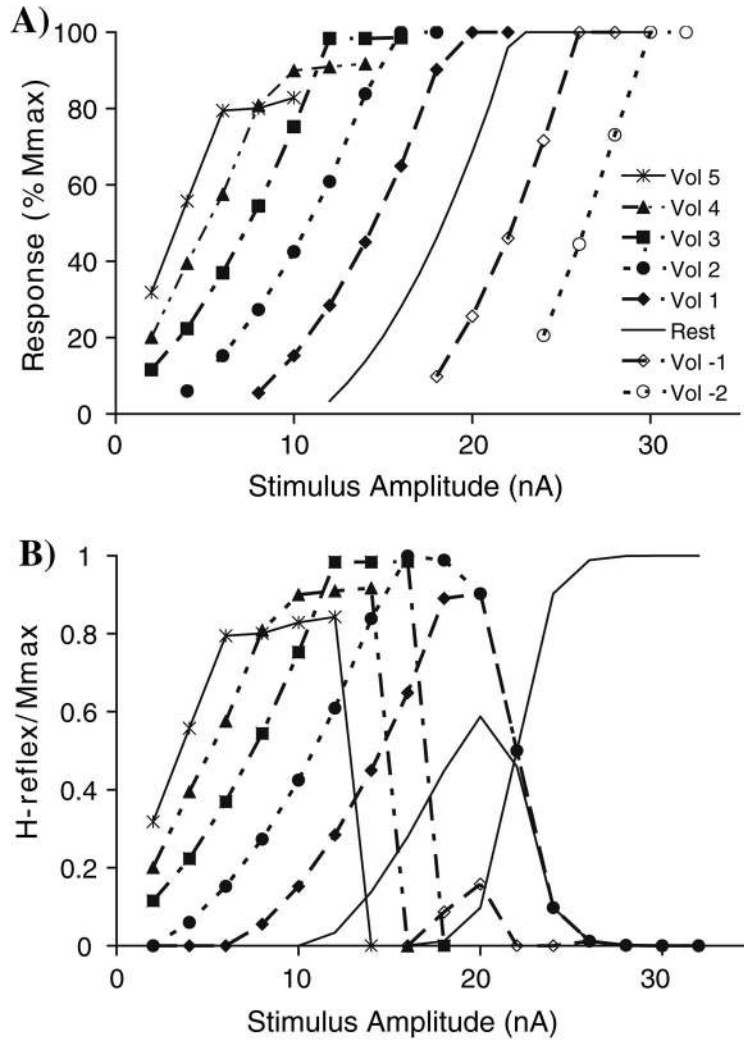 A)
Response (% Mmax)
100
80
60
40
20
0
0
10
20
30
Stimulus Amplitude (nA)
Vol 5
Vol 4
Vol 3
Vol 2
Vol 1
Rest
Vol -1
Vol -2
B)
H-reflex/Mmax
1
0.8
0.6
0.4
0.2
0
0
10
20
30
Stimulus Amplitude (nA)